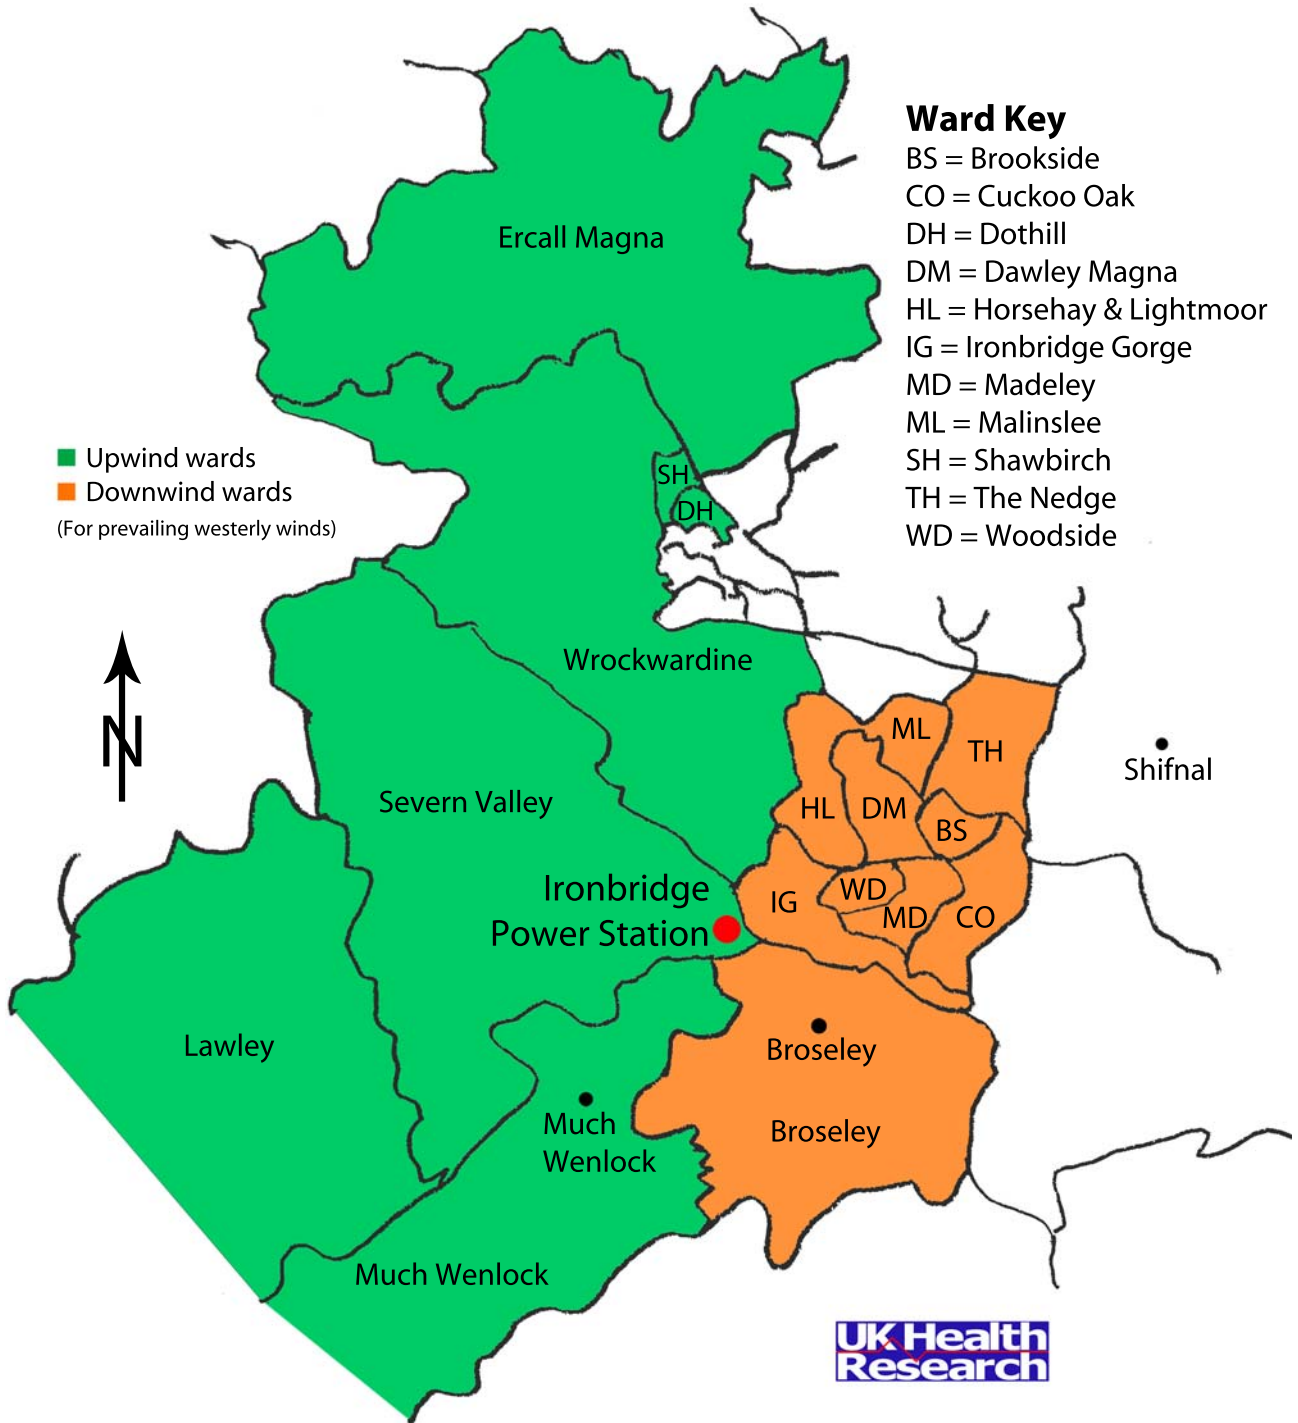 Ward Key
BS = Brookside
CO = Cuckoo Oak
DH = Dothill
DM = Dawley Magna
HL = Horsehay & Lightmoor
IG = Ironbridge Gorge
MD = Madeley
ML = Malinslee
SH = Shawbirch
TH = The Nedge
WD = Woodside
Ercall Magna
Upwind wards
Downwind wards
(For prevailing westerly winds)
SH
DH
N
Wrockwardine
ML
TH
Shifnal
Severn Valley
HL
DM
BS
Ironbridge
Power Station
IG
WD
MD
CO
Lawley
Broseley
Much
Wenlock
Broseley
Much Wenlock
UK Health
Research